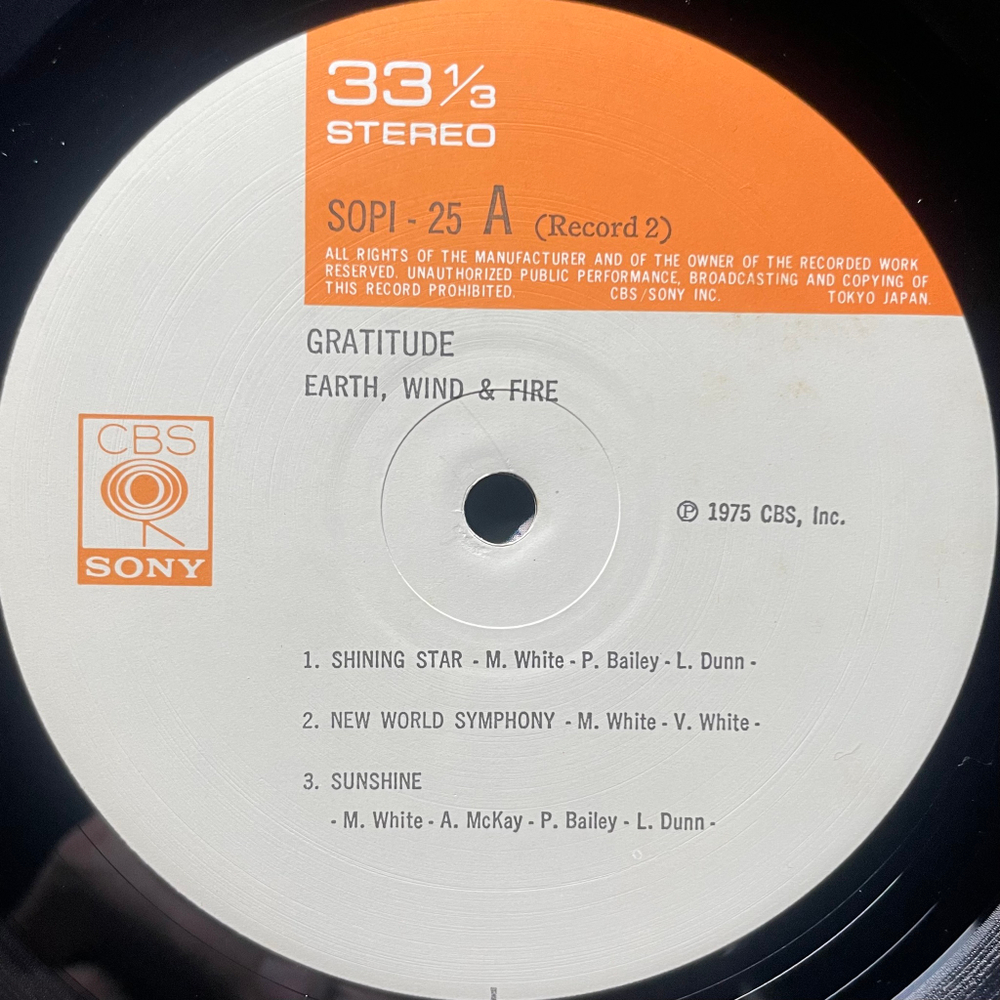 33 1/3
STEREO
SOPI - 25 A (Record 2)
ALL RIGHTS OF THE MANUFACTURER AND OF THE OWNER OF THE RECORDED WORK
RESERVED. UNAUTHORIZED PUBLIC PERFORMANCE, BROADCASTING AND COPYING OF
THIS RECORD PROHIBITED. CBS/SONY INC. TOKYO JAPAN.
GRATITUDE
EARTH, WIND & FIRE
CBS
SONY
℗ 1975 CBS, Inc.
1. SHINING STAR - M. White - P. Bailey - L. Dunn -
2. NEW WORLD SYMPHONY - M. White - V. White -
3. SUNSHINE
- M. White - A. McKay - P. Bailey - L. Dunn -